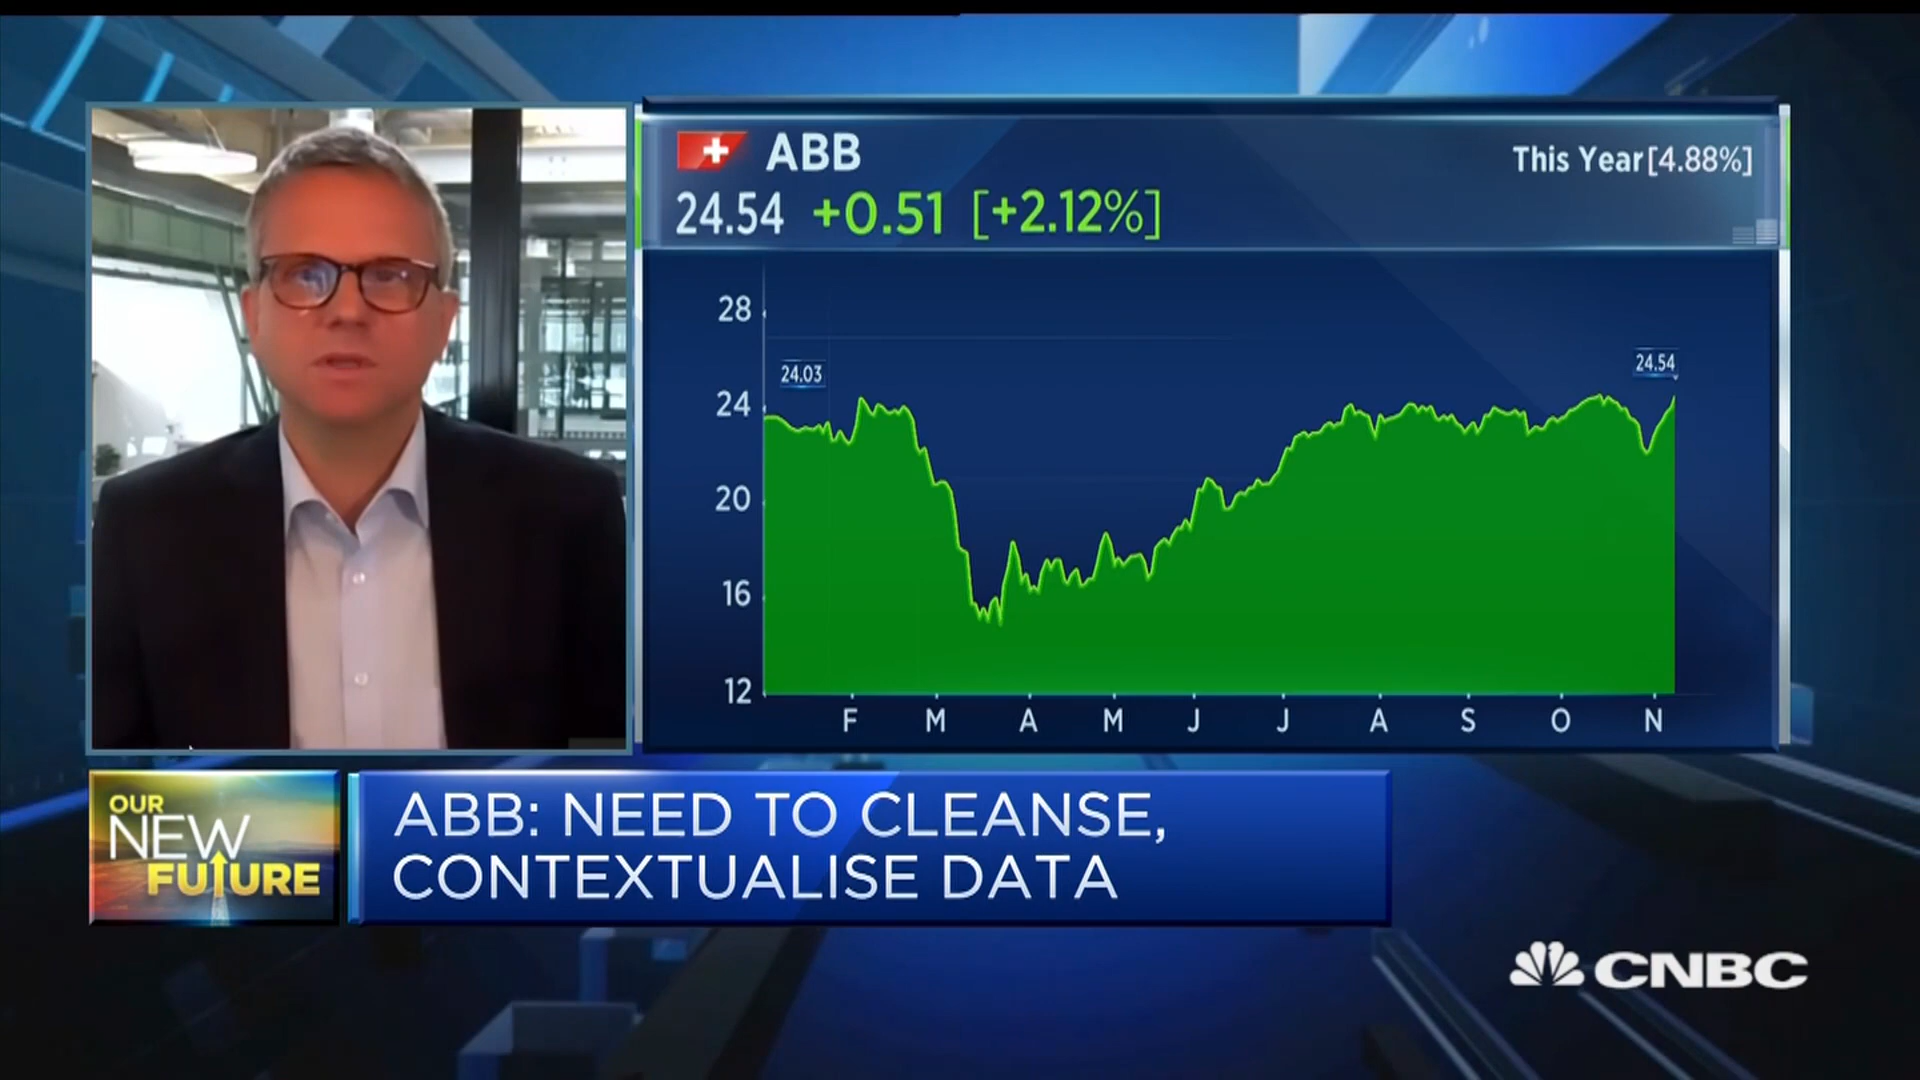 ABB
This Year[4.88%]
24.54 +0.51 [+2.12%]
28
24
20
16
12
24.03
24.54
F M A M J J A S O N
OUR
NEW
FUTURE
ABB: NEED TO CLEANSE,
CONTEXTUALISE DATA
CNBC